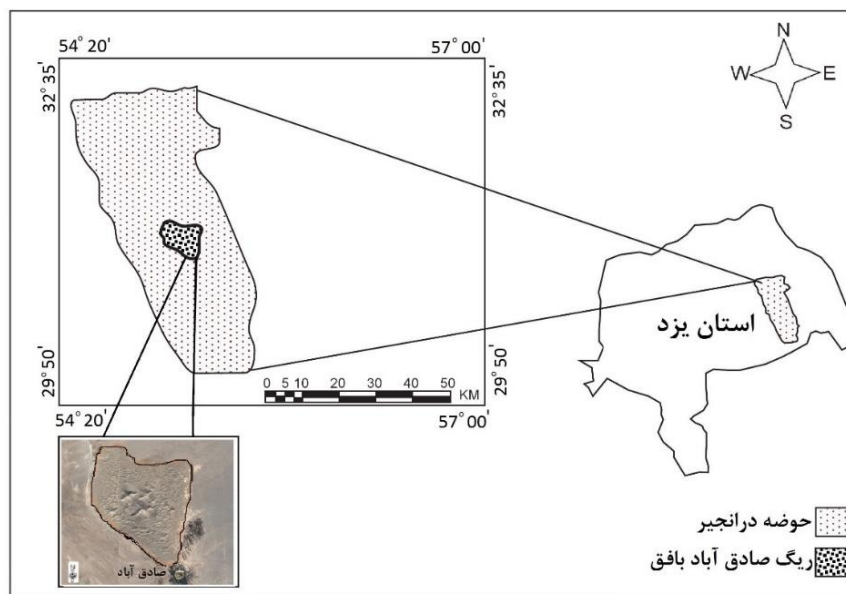 54° 20'
57° 00'
32° 35'
32° 35'
N
W
E
S
استان یزد
29° 50'
29° 50'
0 5 10 20 30 40 50
KM
54° 20'
57° 00'
حوضه درانجیر
ریگ صادق آباد بافق
صادق آباد